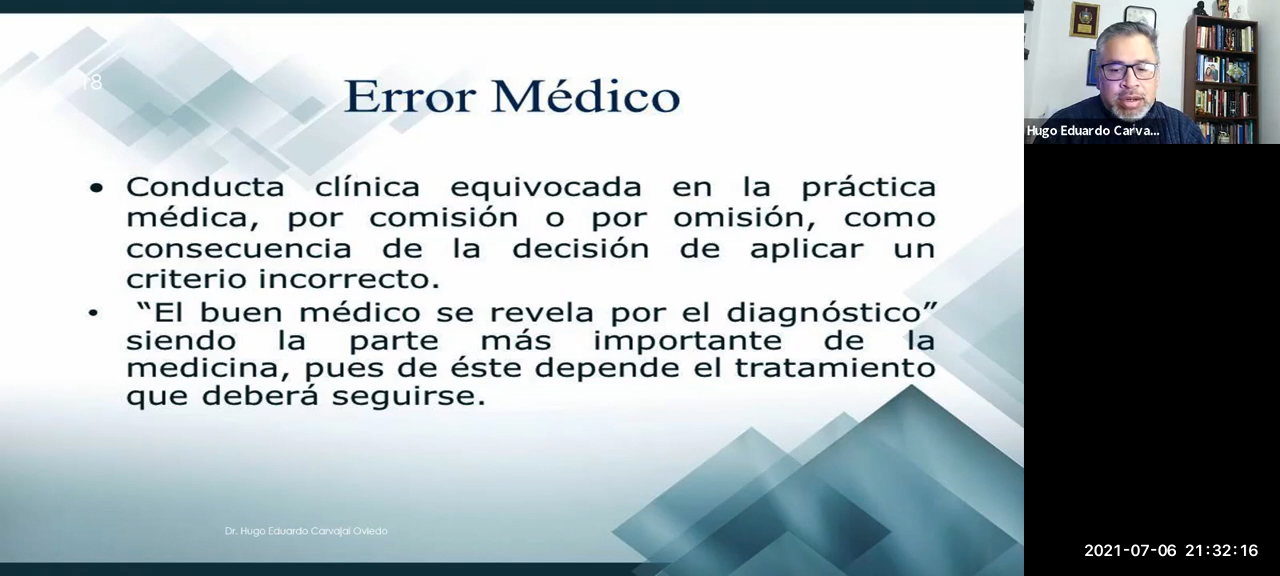 18
Error Médico
• Conducta clínica equivocada en la práctica
médica, por comisión o por omisión, como
consecuencia de la decisión de aplicar un
criterio incorrecto.
• “El buen médico se revela por el diagnóstico”
siendo la parte más importante de la
medicina, pues de éste depende el tratamiento
que deberá seguirse.
Dr. Hugo Eduardo Carvajal Oviedo
Hugo Eduardo Carva...
2021-07-06 21:32:16